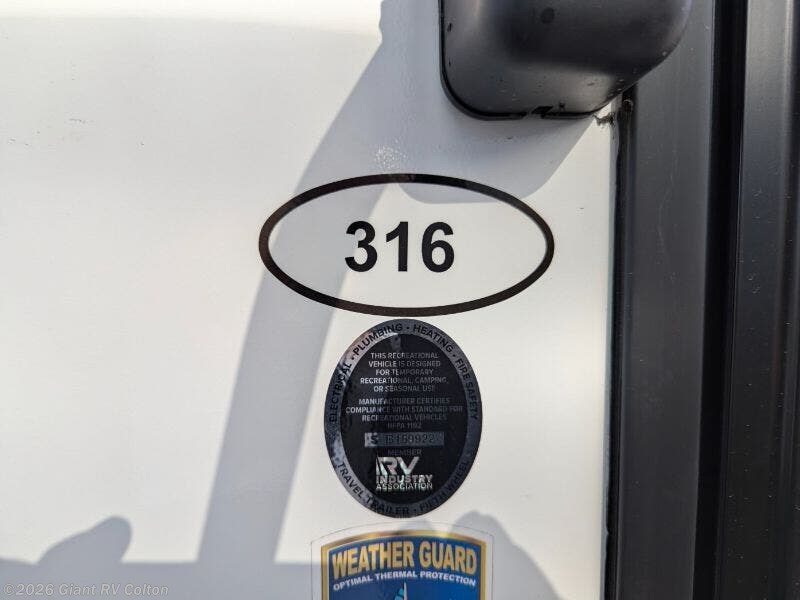 316
ELECTRICAL · PLUMBING · HEATING · FIRE SAFETY
THIS RECREATIONAL
VEHICLE IS DESIGNED
FOR TEMPORARY
RECREATIONAL, CAMPING,
OR SEASONAL USE
MANUFACTURER CERTIFIES
COMPLIANCE WITH STANDARD FOR
RECREATIONAL VEHICLES
NFPA 1192
MEMBER
RV
INDUSTRY
ASSOCIATION
· TRAVEL TRAILER · FIFTH WHEEL ·
WEATHER GUARD
OPTIMAL THERMAL PROTECTION
©2026 Giant RV Colton